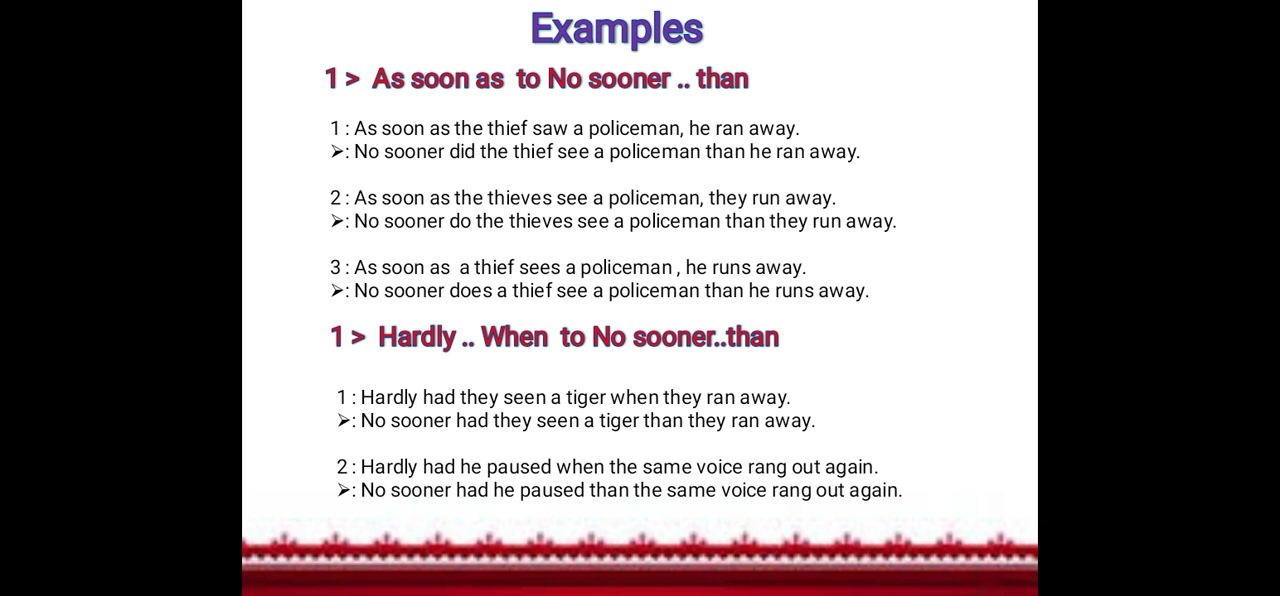 Examples
1 > As soon as to No sooner .. than
1 : As soon as the thief saw a policeman, he ran away.
➢: No sooner did the thief see a policeman than he ran away.
2 : As soon as the thieves see a policeman, they run away.
➢: No sooner do the thieves see a policeman than they run away.
3 : As soon as a thief sees a policeman , he runs away.
➢: No sooner does a thief see a policeman than he runs away.
1 > Hardly .. When to No sooner..than
1 : Hardly had they seen a tiger when they ran away.
➢: No sooner had they seen a tiger than they ran away.
2 : Hardly had he paused when the same voice rang out again.
➢: No sooner had he paused than the same voice rang out again.